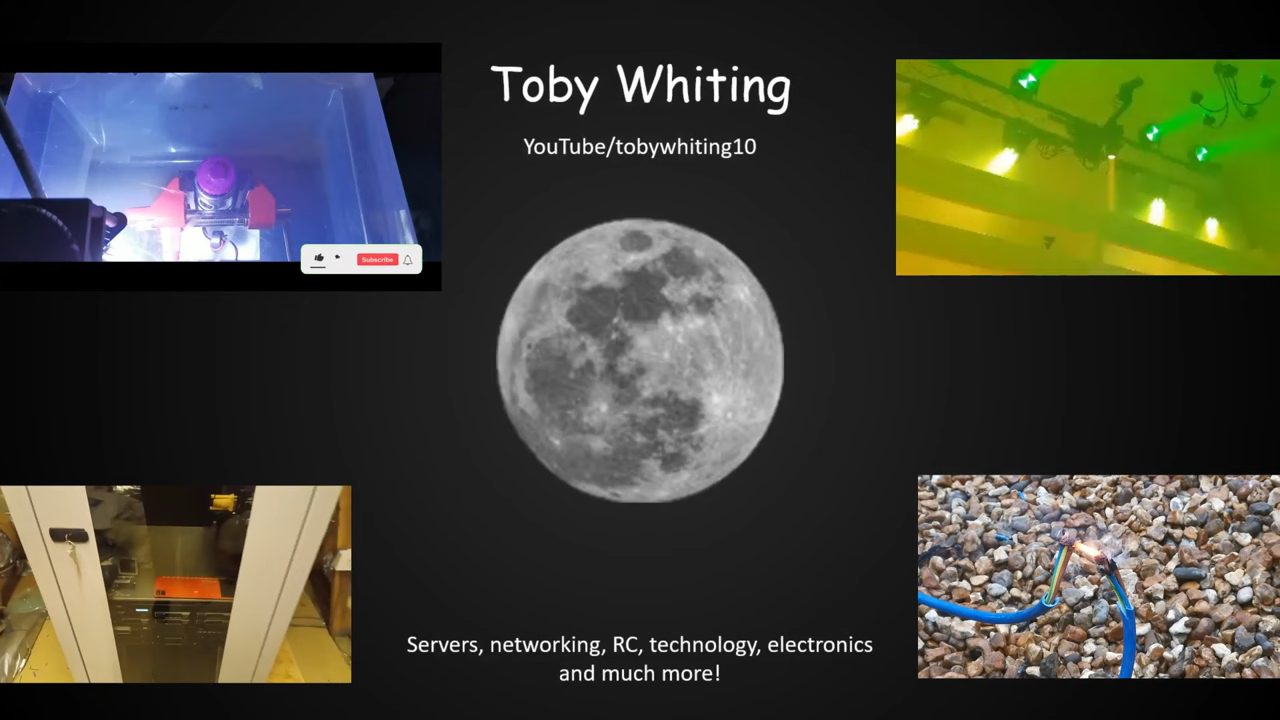 Toby Whiting
YouTube/tobywhiting10
Subscribe
Servers, networking, RC, technology, electronics
and much more!